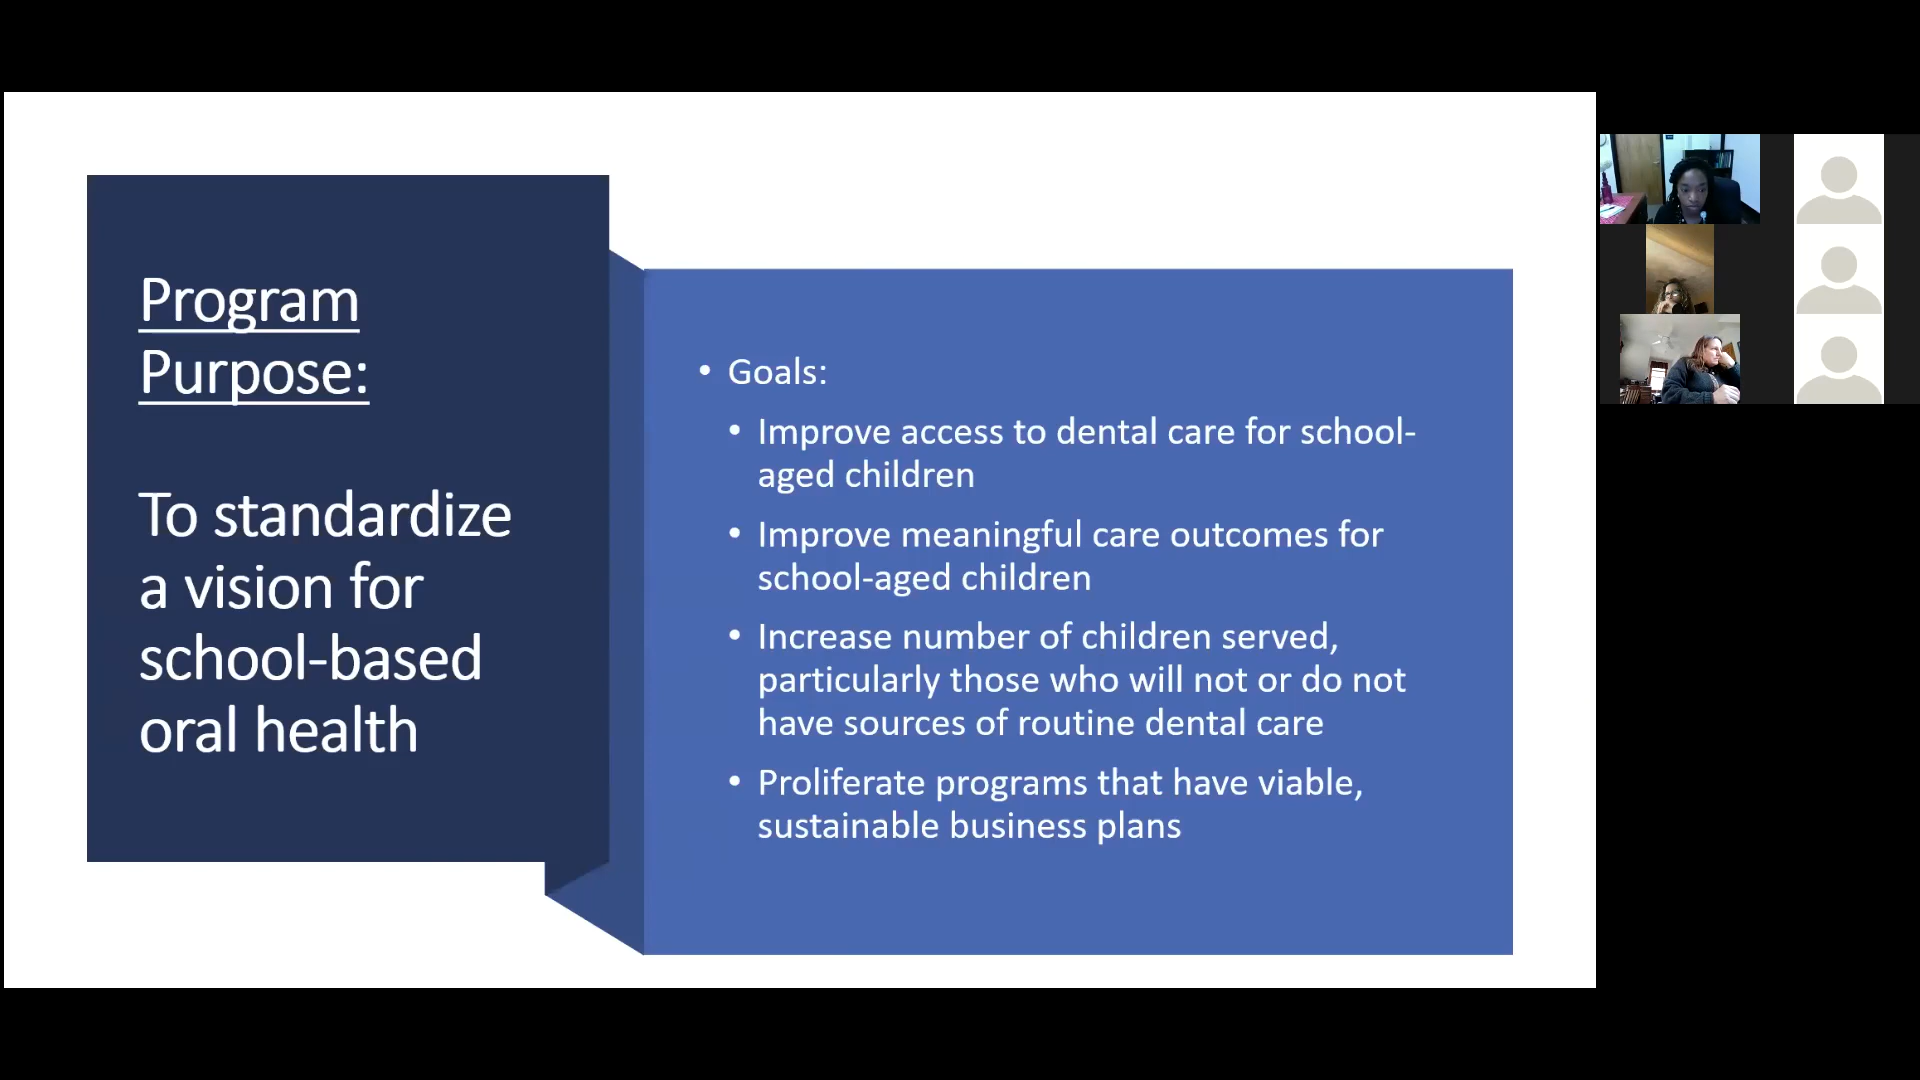 Program
Purpose:
To standardize
a vision for
school-based
oral health
• Goals:
• Improve access to dental care for school-
aged children
• Improve meaningful care outcomes for
school-aged children
• Increase number of children served,
particularly those who will not or do not
have sources of routine dental care
• Proliferate programs that have viable,
sustainable business plans